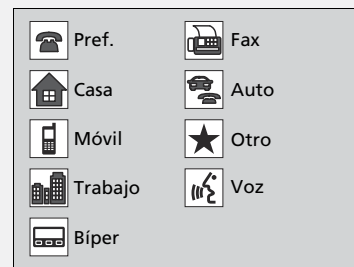 Pref.
Casa
Móvil
Trabajo
Bíper
Fax
Auto
Otro
Voz